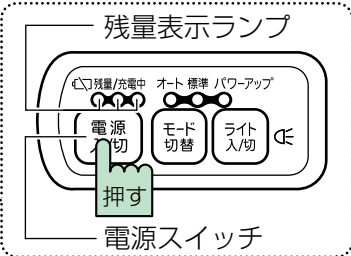 残量表示ランプ
残量/充電中 オート 標準 パワーアップ
電源
入/切
モード
切替
ライト
入/切
押す
電源スイッチ